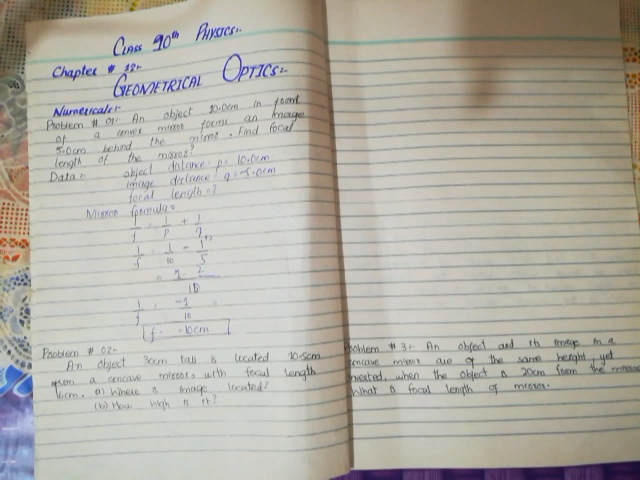 Class 10th Physics:-
Chapter # 12:-
Geometrical Optics:-
Numericals:-
Problem # 01:- An object 10.0cm in front
of a convex mirror forms an image
5.0cm behind the mirror. Find focal
length of the mirror?
Data:- object distance = p = 10.0cm
image distance = q = -5.0cm
focal length = ?
Mirror formula =
1/f = 1/p + 1/q
1/f = 1/10 - 1/5
= 1 - 2
10
1/f = -1/10 =
f = -10cm
Problem # 02:-
An object 30cm tall is located 10.5cm
from a concave mirror with focal length
16cm. (a) Where is image located?
(b) How high is it?
Problem # 3:- An object and its image in a
concave mirror are of the same height, yet
inverted, when the object is 20cm from the mirror
What is focal length of mirror.